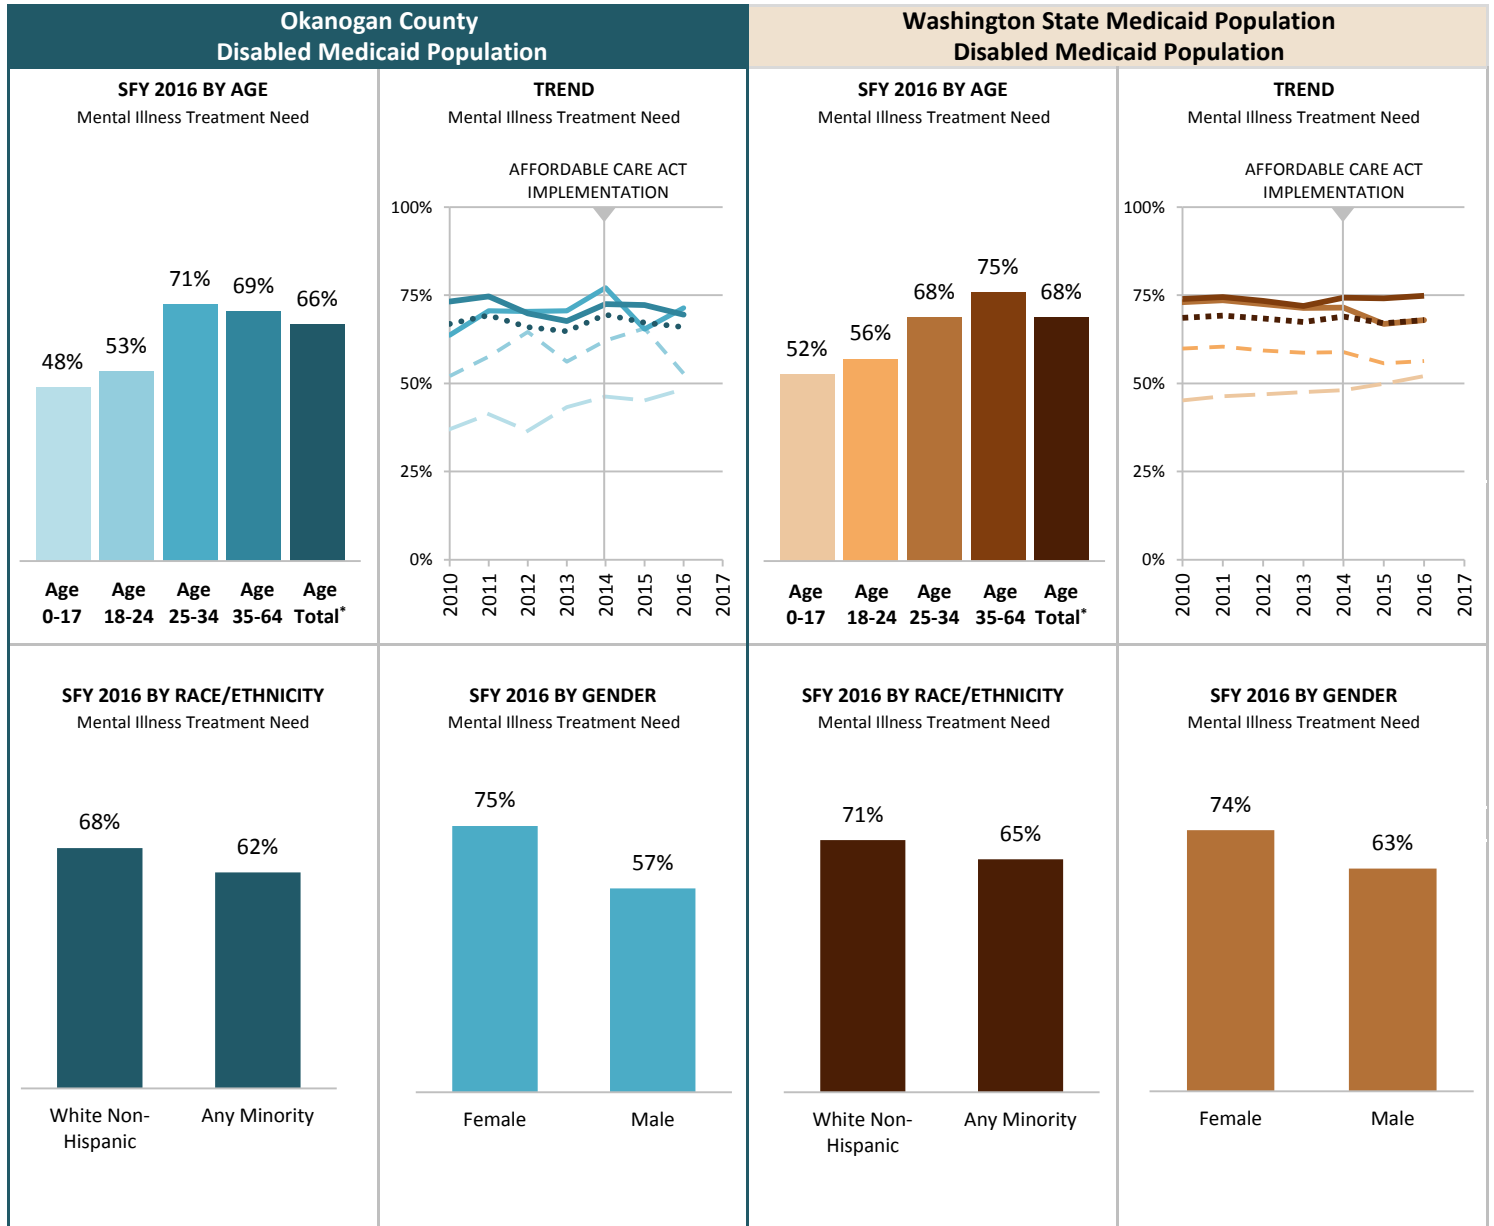 Okanogan County
Disabled Medicaid Population
Washington State Medicaid Population
Disabled Medicaid Population
SFY 2016 BY AGE
Mental Illness Treatment Need
48%
53%
71%
69%
66%
Age
0-17
Age
18-24
Age
25-34
Age
35-64
Age
Total*
TREND
Mental Illness Treatment Need
AFFORDABLE CARE ACT
IMPLEMENTATION
100%
75%
50%
25%
0%
2010
2011
2012
2013
2014
2015
2016
2017
SFY 2016 BY AGE
Mental Illness Treatment Need
52%
56%
68%
75%
68%
Age
0-17
Age
18-24
Age
25-34
Age
35-64
Age
Total*
TREND
Mental Illness Treatment Need
AFFORDABLE CARE ACT
IMPLEMENTATION
100%
75%
50%
25%
0%
2010
2011
2012
2013
2014
2015
2016
2017
SFY 2016 BY RACE/ETHNICITY
Mental Illness Treatment Need
68%
62%
White Non-
Hispanic
Any Minority
SFY 2016 BY GENDER
Mental Illness Treatment Need
75%
57%
Female
Male
SFY 2016 BY RACE/ETHNICITY
Mental Illness Treatment Need
71%
65%
White Non-
Hispanic
Any Minority
SFY 2016 BY GENDER
Mental Illness Treatment Need
74%
63%
Female
Male